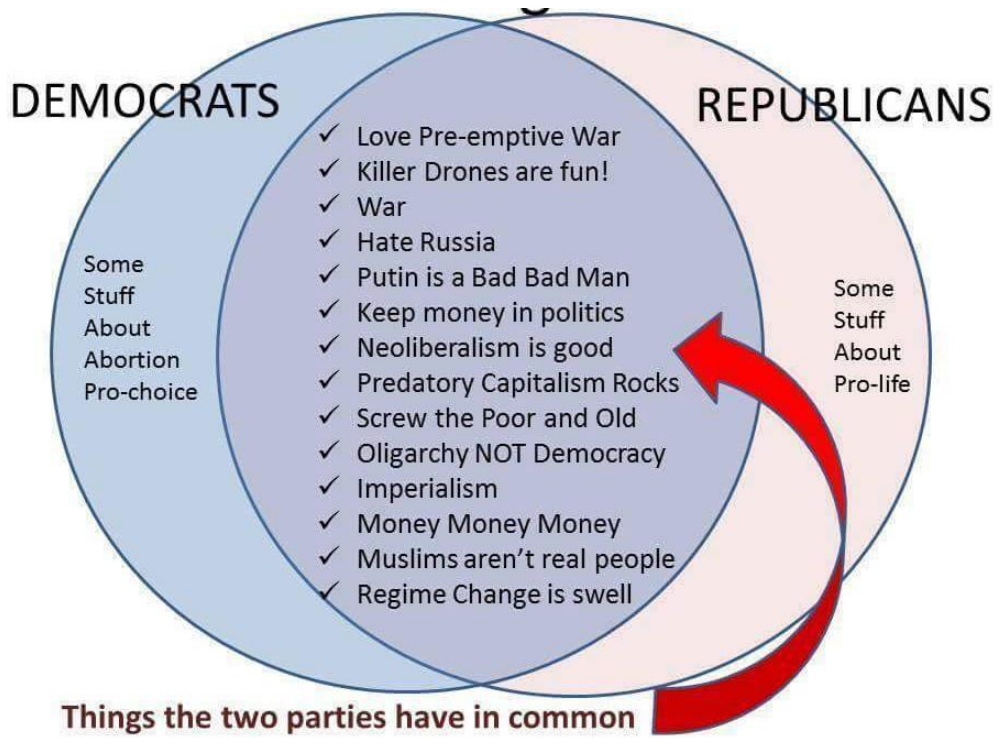 DEMOCRATS
REPUBLICANS
Love Pre-emptive War
Killer Drones are fun!
War
Hate Russia
Putin is a Bad Bad Man
Keep money in politics
Neoliberalism is good
Predatory Capitalism Rocks
Screw the Poor and Old
Oligarchy NOT Democracy
Imperialism
Money Money Money
Muslims aren't real people
Regime Change is swell
Some
Stuff
About
Abortion
Pro-choice
Some
Stuff
About
Pro-life
Things the two parties have in common